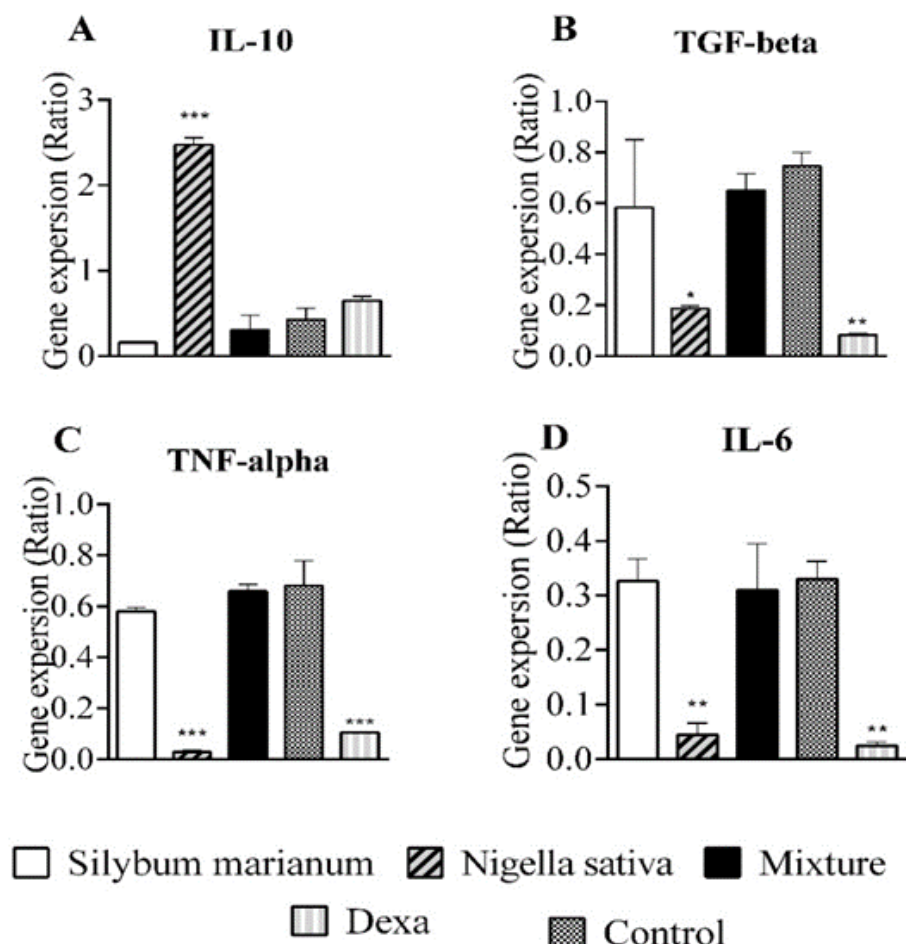 A
IL-10
Gene expersion (Ratio)
3
2
1
0
***
B
TGF-beta
Gene expression (Ratio)
1.0
0.8
0.6
0.4
0.2
0.0
*
**
C
TNF-alpha
Gene expersion (Ratio)
1.0
0.8
0.6
0.4
0.2
0.0
***
***
D
IL-6
Gene expersion (Ratio)
0.5
0.4
0.3
0.2
0.1
0.0
**
**
Silybum marianum Nigella sativa Mixture
Dexa Control